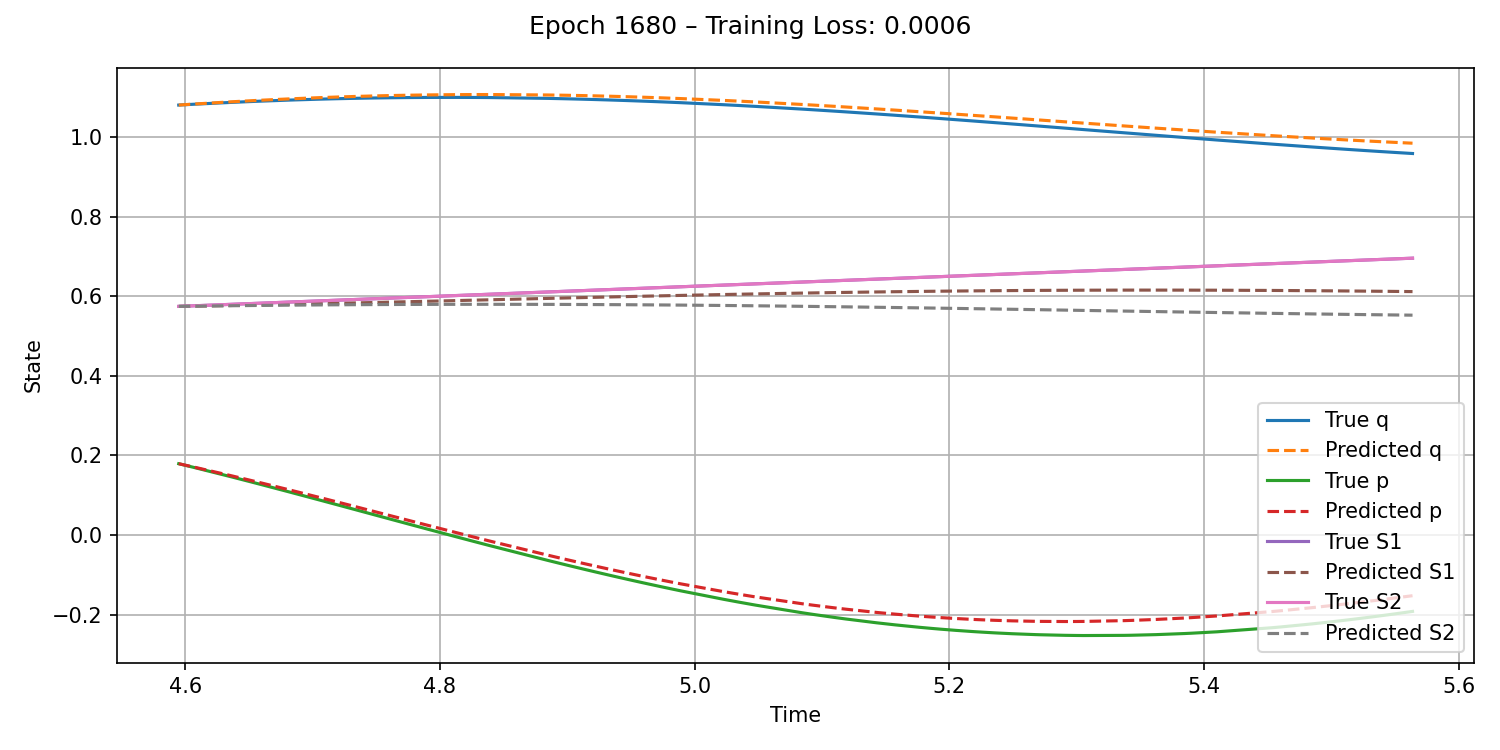 Epoch 1680 – Training Loss: 0.0006
1.0
0.8
0.6
0.4
0.2
0.0
−0.2
State
True q
Predicted q
True p
Predicted p
True S1
Predicted S1
True S2
Predicted S2
4.6 4.8 5.0 5.2 5.4 5.6
Time